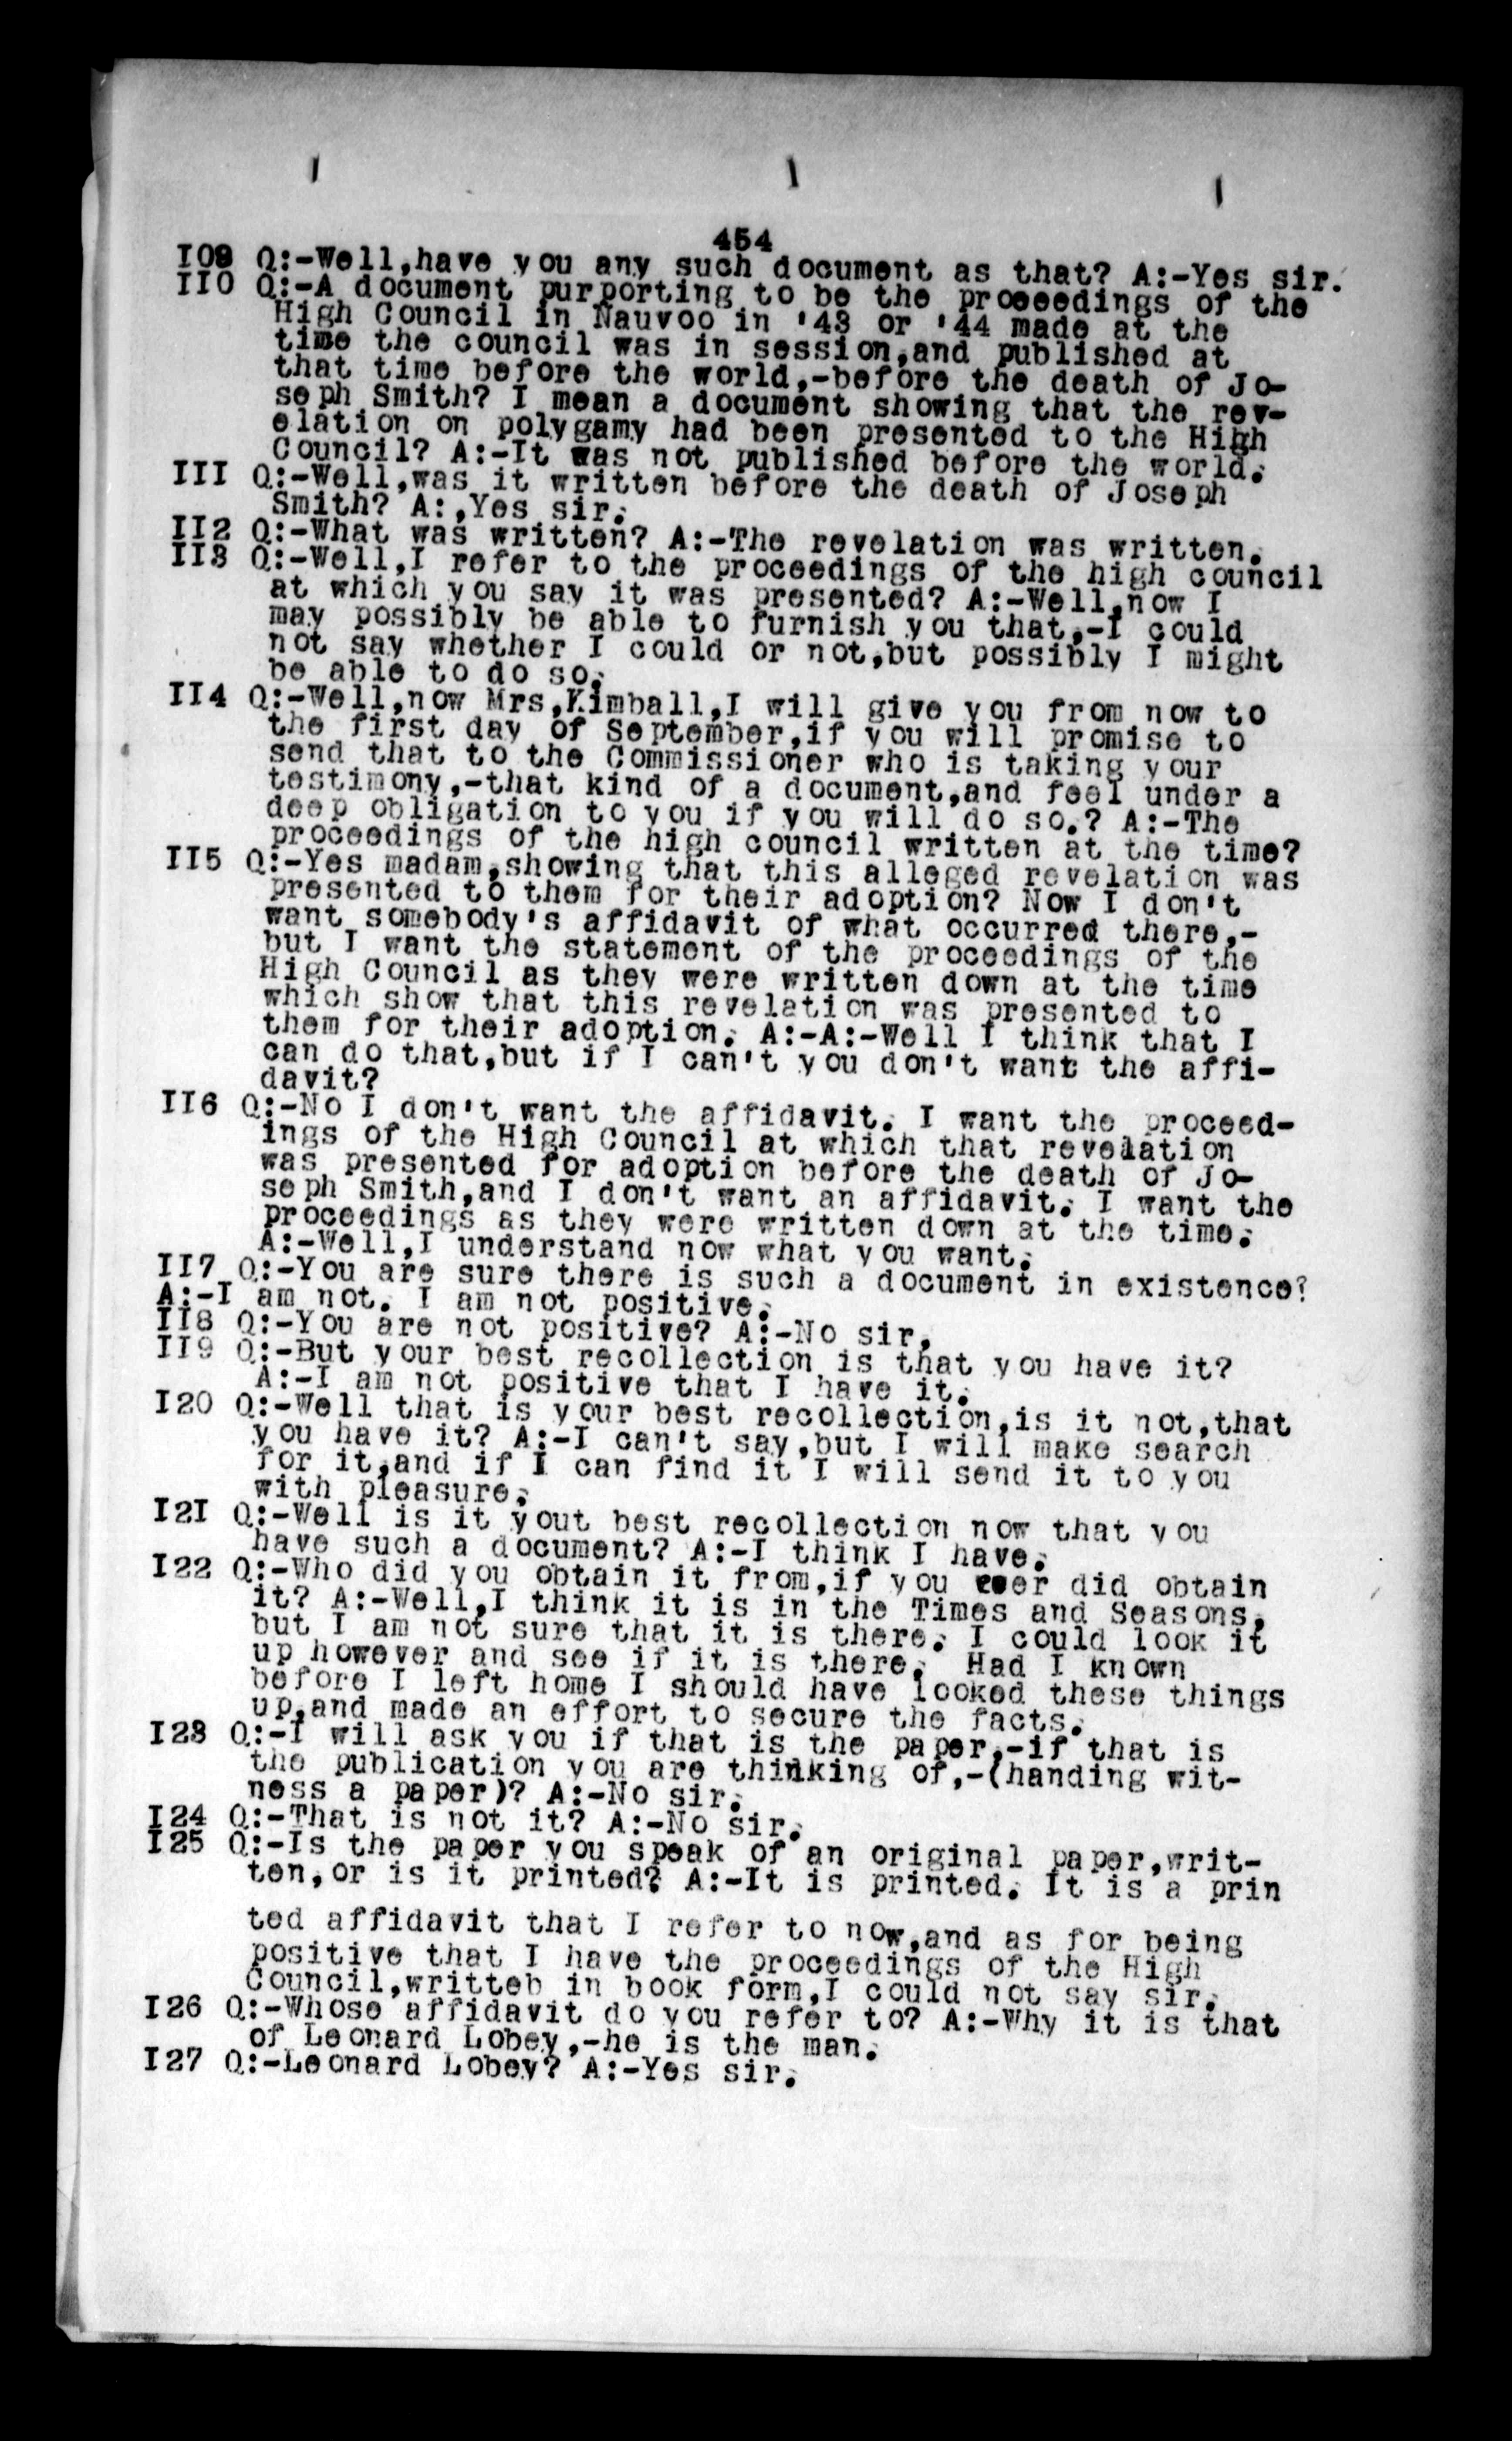 454
I09 Q:-Well,have you any such document as that? A:-Yes sir.
II0 Q:-A document purporting to be the proceedings of the
High Council in Nauvoo in '43 or '44 made at the
time the council was in session,and published at
that time before the world,-before the death of Jo-
seph Smith? I mean a document showing that the rev-
elation on polygamy had been presented to the High
Council? A:-It was not published before the world.
III Q:-Well,was it written before the death of Joseph
Smith? A:,Yes sir.
II2 Q:-What was written? A:-The revelation was written.
II3 Q:-Well,I refer to the proceedings of the high council
at which you say it was presented? A:-Well,now I
may possibly be able to furnish you that,-I could
not say whether I could or not,but possibly I might
be able to do so.
II4 Q:-Well,now Mrs,Kimball,I will give you from now to
the first day of September,if you will promise to
send that to the Commissioner who is taking your
testimony,-that kind of a document,and feel under a
deep obligation to you if you will do so.? A:-The
proceedings of the high council written at the time?
II5 Q:-Yes madam,showing that this alleged revelation was
presented to them for their adoption? Now I don't
want somebody's affidavit of what occurred there,-
but I want the statement of the proceedings of the
High Council as they were written down at the time
which show that this revelation was presented to
them for their adoption. A:-A:-Well I think that I
can do that,but if I can't you don't want the affi-
davit?
II6 Q:-No I don't want the affidavit. I want the proceed-
ings of the High Council at which that revelation
was presented for adoption before the death of Jo-
seph Smith,and I don't want an affidavit. I want the
proceedings as they were written down at the time.
A:-Well,I understand now what you want.
II7 Q:-You are sure there is such a document in existence?
A:-I am not. I am not positive.
II8 Q:-You are not positive? A:-No sir.
II9 Q:-But your best recollection is that you have it?
A:-I am not positive that I have it.
I20 Q:-Well that is your best recollection,is it not,that
you have it? A:-I can't say,but I will make search
for it,and if I can find it I will send it to you
with pleasure.
I2I Q:-Well is it yout best recollection now that you
have such a document? A:-I think I have.
I22 Q:-Who did you obtain it from,if you ever did obtain
it? A:-Well,I think it is in the Times and Seasons,
but I am not sure that it is there. I could look it
up however and see if it is there. Had I known
before I left home I should have looked these things
up,and made an effort to secure the facts.
I23 Q:-I will ask you if that is the paper,-if that is
the publication you are thinking of,-(handing wit-
ness a paper)? A:-No sir.
I24 Q:-That is not it? A:-No sir.
I25 Q:-Is the paper you speak of an original paper,writ-
ten,or is it printed? A:-It is printed. It is a prin
ted affidavit that I refer to now,and as for being
positive that I have the proceedings of the High
Council,writteb in book form,I could not say sir.
I26 Q:-Whose affidavit do you refer to? A:-Why it is that
of Leonard Lobey,-he is the man.
I27 Q:-Leonard Lobey? A:-Yes sir.